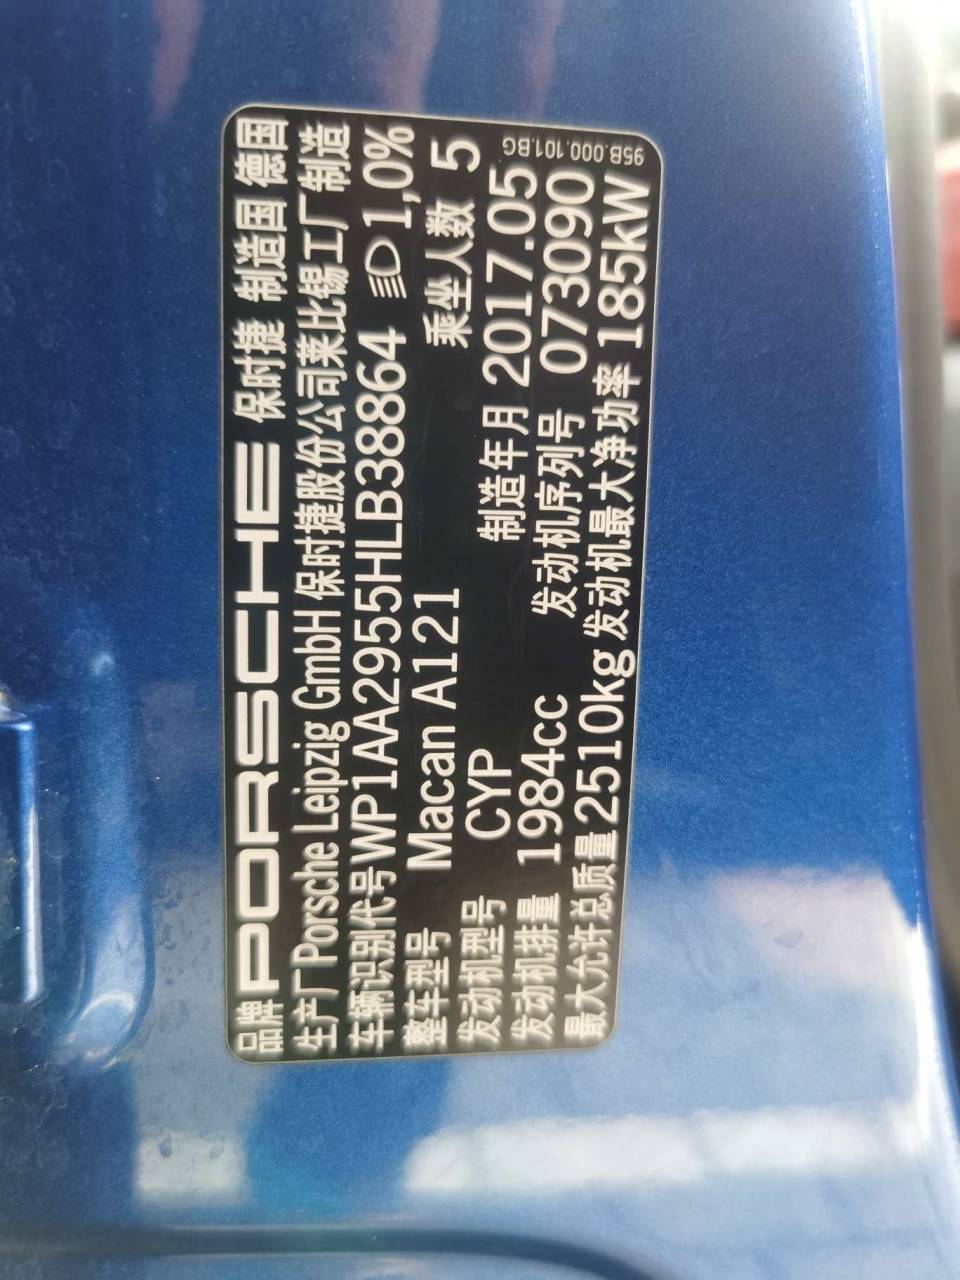 品牌 PORSCHE 保时捷 制造国 德国
生产厂 Porsche Leipzig GmbH 保时捷股份公司莱比锡工厂制造
车辆识别代号 WP1AA2955HLB38864 1,0%
整车型号 Macan A121 乘坐人数 5
发动机型号 CYP 制造年月 2017.05
发动机排量 1984cc 发动机序列号 073090
最大允许总质量 2510kg 发动机最大净功率 185kW
95B.000.101.BG